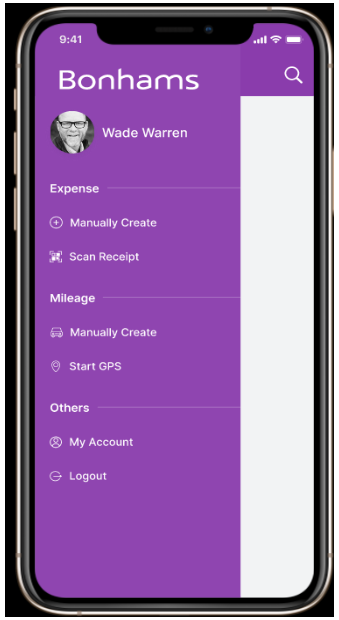 9:41
Bonhams
Wade Warren
Expense
Manually Create
Scan Receipt
Mileage
Manually Create
Start GPS
Others
My Account
Logout